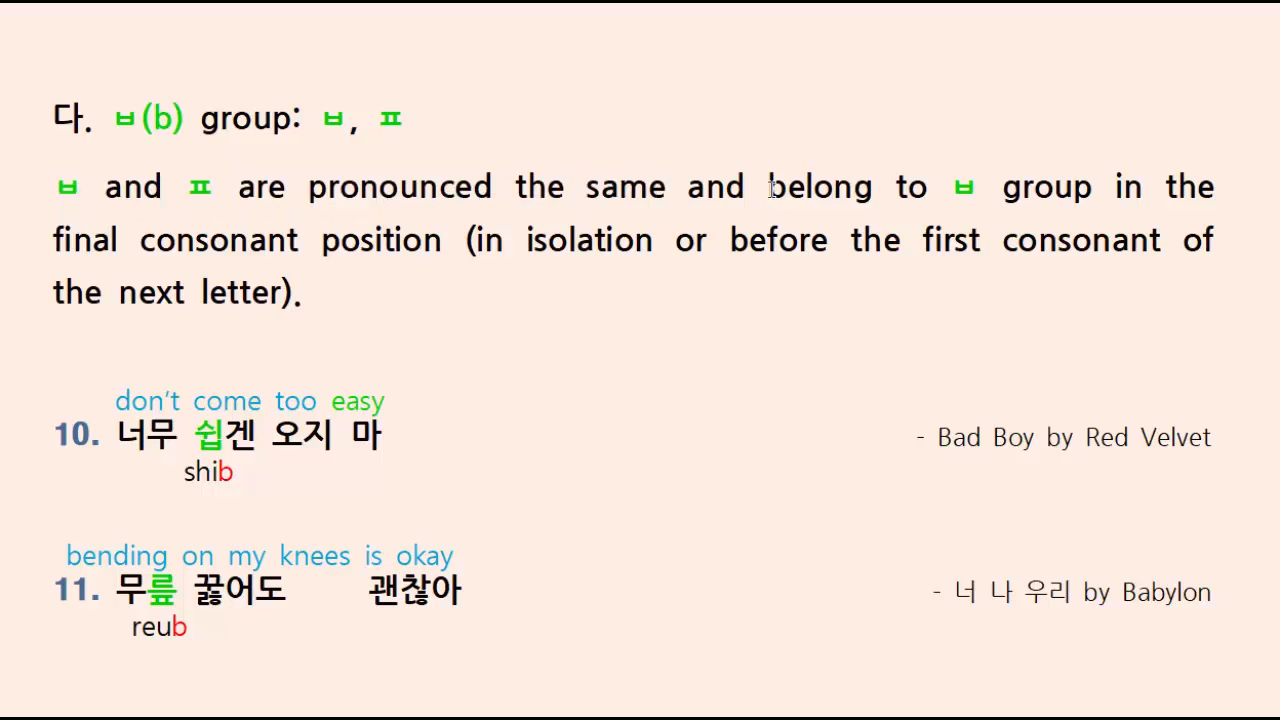 다. ㅂ(b) group: ㅂ, ㅍ
ㅂ and ㅍ are pronounced the same and belong to ㅂ group in the
final consonant position (in isolation or before the first consonant of
the next letter).
don't come too easy
10. 너무 쉽겐 오지 마 - Bad Boy by Red Velvet
shib
bending on my knees is okay
11. 무릎 꿇어도 괜찮아 - 너 나 우리 by Babylon
reub